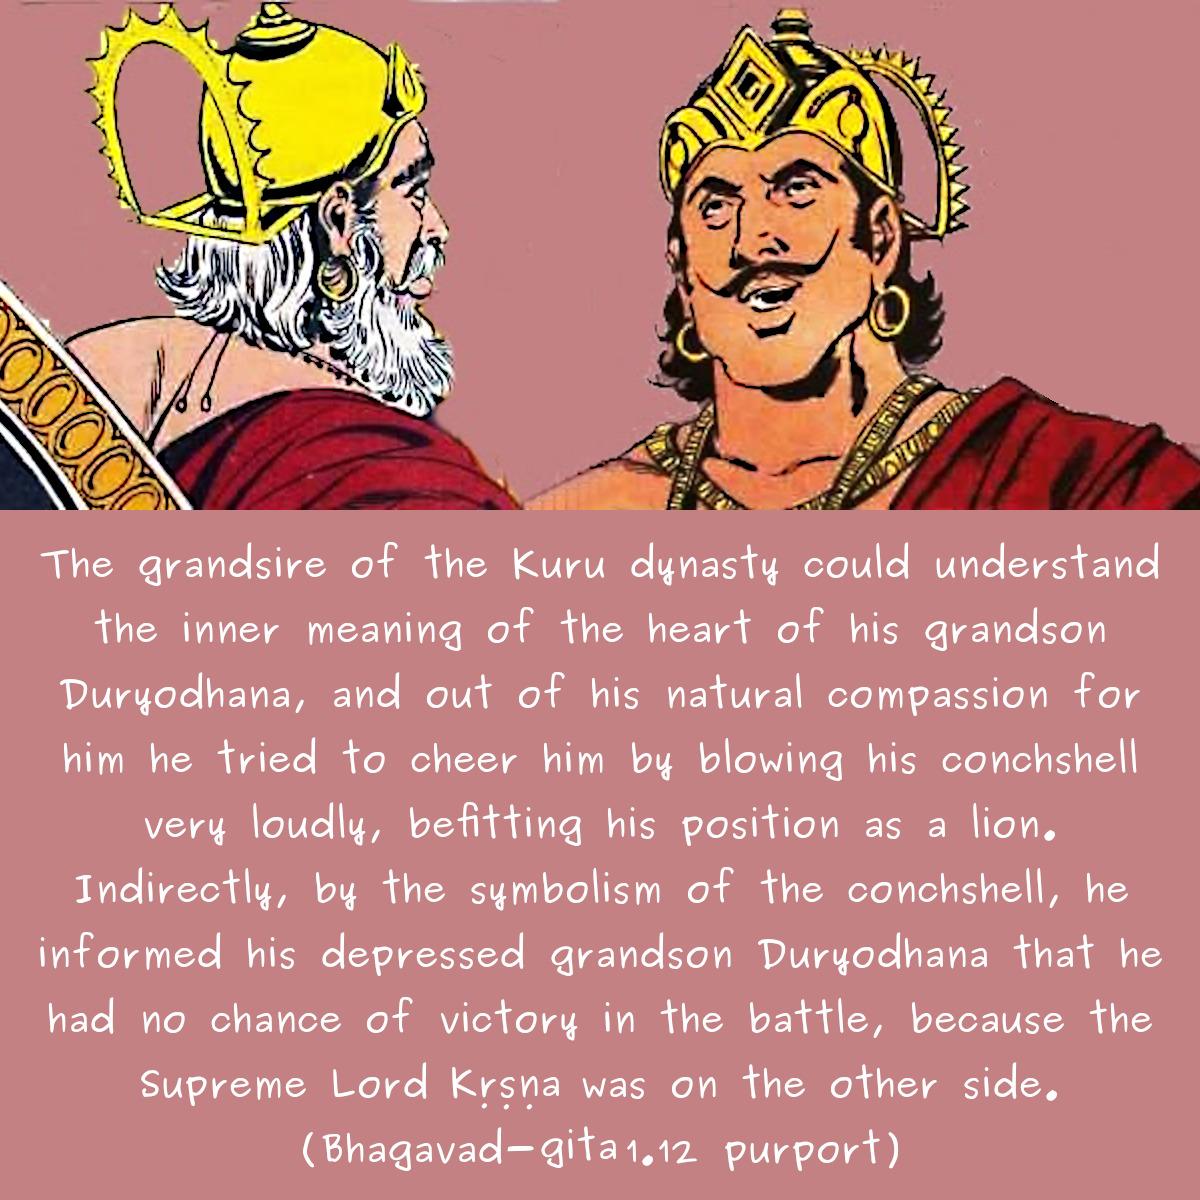 The grandsire of the Kuru dynasty could understand
the inner meaning of the heart of his grandson
Duryodhana, and out of his natural compassion for
him he tried to cheer him by blowing his conchshell
very loudly, befitting his position as a lion.
Indirectly, by the symbolism of the conchshell, he
informed his depressed grandson Duryodhana that he
had no chance of victory in the battle, because the
Supreme Lord Kṛṣṇa was on the other side.
(Bhagavad-gita 1.12 purport)